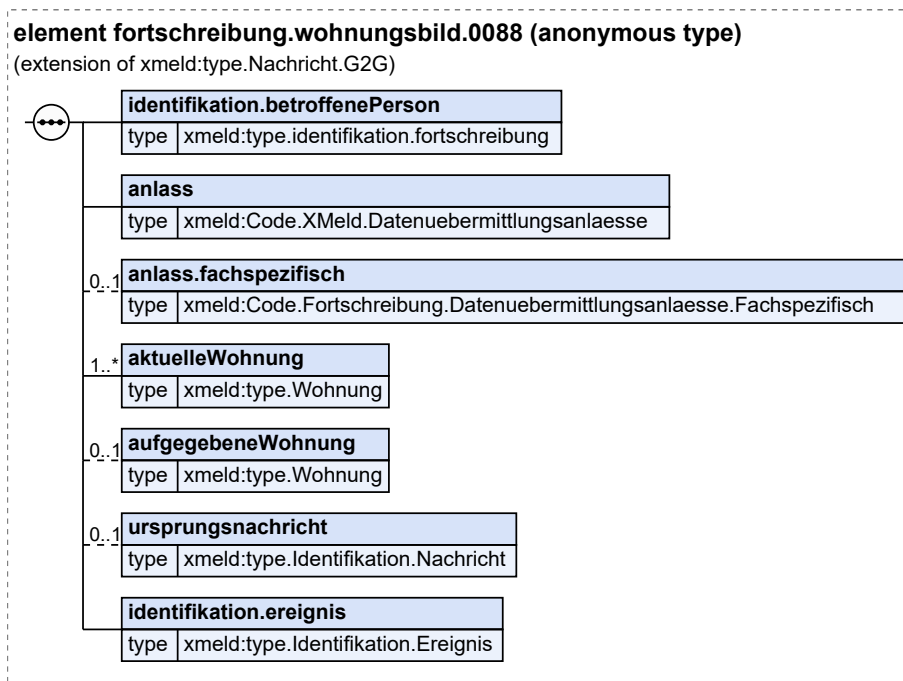 element fortschreibung.wohnungsbild.0088 (anonymous type)
(extension of xmeld:type.Nachricht.G2G)
identifikation.betroffenePerson
type xmeld:type.identifikation.fortschreibung
anlass
type xmeld:Code.XMeld.Datenuebermittlungsanlaesse
0..1 anlass.fachspezifisch
type xmeld:Code.Fortschreibung.Datenuebermittlungsanlaesse.Fachspezifisch
1..* aktuelleWohnung
type xmeld:type.Wohnung
0..1 aufgegebeneWohnung
type xmeld:type.Wohnung
0..1 ursprungsnachricht
type xmeld:type.Identifikation.Nachricht
identifikation.ereignis
type xmeld:type.Identifikation.Ereignis